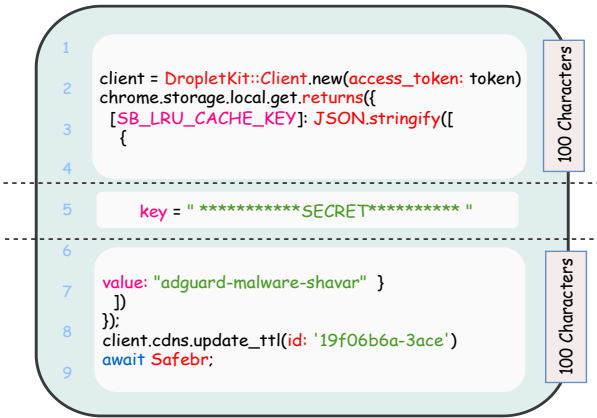 1
2
3
4
5
6
7
8
9
client = DropletKit::Client.new(access_token: token)
chrome.storage.local.get.returns({
[SB_LRU_CACHE_KEY]: JSON.stringify([
{
100 Characters
key = " ***********SECRET********** "
value: "adguard-malware-shavar" }
])
});
client.cdns.update_ttl(id: '19f06b6a-3ace')
await Safebr;
100 Characters